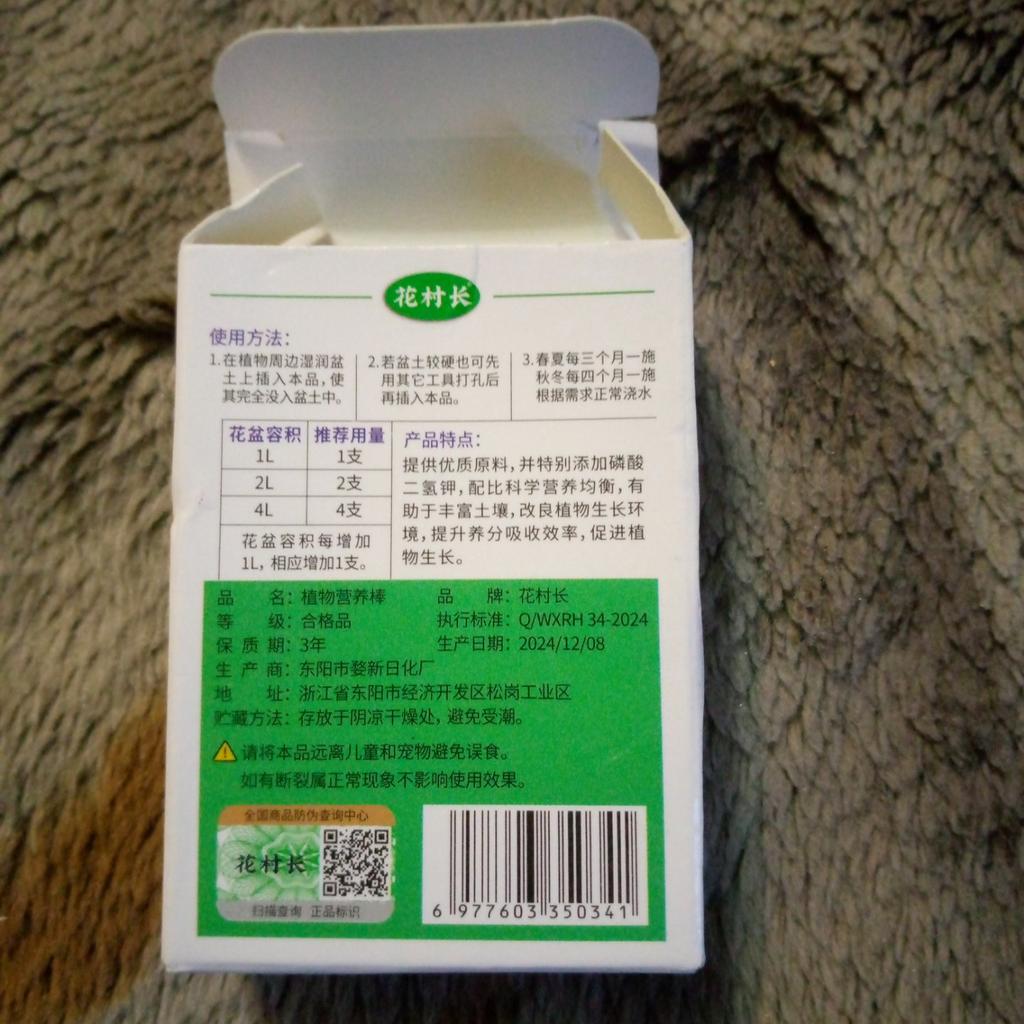 花村长
使用方法：
1.在植物周边湿润盆
土上插入本品，使
其完全没入盆土中。
2.若盆土较硬也可先
用其它工具打孔后
再插入本品。
3.春夏每三个月一施
秋冬每四个月一施
根据需求正常浇水
花盆容积 推荐用量
1L 1支
2L 2支
4L 4支
花盆容积每增加
1L，相应增加1支。
产品特点：
提供优质原料，并特别添加磷酸
二氢钾，配比科学营养均衡，有
助于丰富土壤，改良植物生长环
境，提升养分吸收效率，促进植
物生长。
品 名：植物营养棒 品 牌：花村长
等 级：合格品 执行标准：Q/WXRH 34-2024
保 质 期：3年 生产日期：2024/12/08
生 产 商：东阳市婺新日化厂
地 址：浙江省东阳市经济开发区松岗工业区
贮藏方法：存放于阴凉干燥处，避免受潮。
请将本品远离儿童和宠物避免误食。
如有断裂属正常现象不影响使用效果。
全国商品防伪查询中心
花村长
扫描查询 正品标识
6 977603 350341